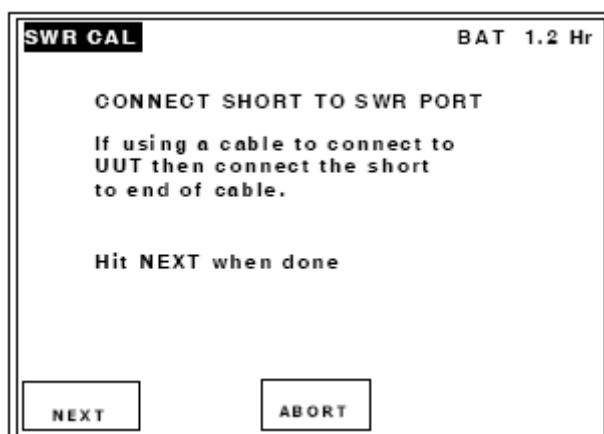 SWR CAL BAT 1.2 Hr
CONNECT SHORT TO SWR PORT
If using a cable to connect to
UUT then connect the short
to end of cable.
Hit NEXT when done
NEXT ABORT